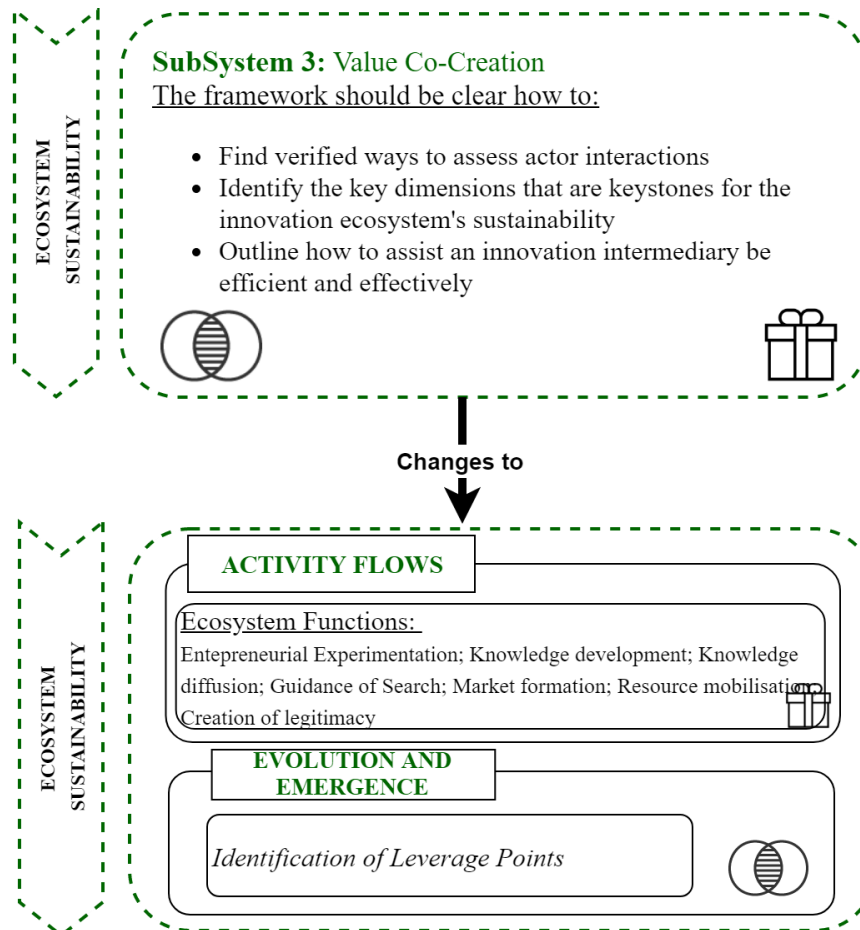 ECOSYSTEM
SUSTAINABILITY
SubSystem 3: Value Co-Creation
The framework should be clear how to:
• Find verified ways to assess actor interactions
• Identify the key dimensions that are keystones for the
innovation ecosystem's sustainability
• Outline how to assist an innovation intermediary be
efficient and effectively
Changes to
ECOSYSTEM
SUSTAINABILITY
ACTIVITY FLOWS
Ecosystem Functions:
Entepreneurial Experimentation; Knowledge development; Knowledge
diffusion; Guidance of Search; Market formation; Resource
Creation of legitimacy
EVOLUTION AND
EMERGENCE
Identification of Leverage Points